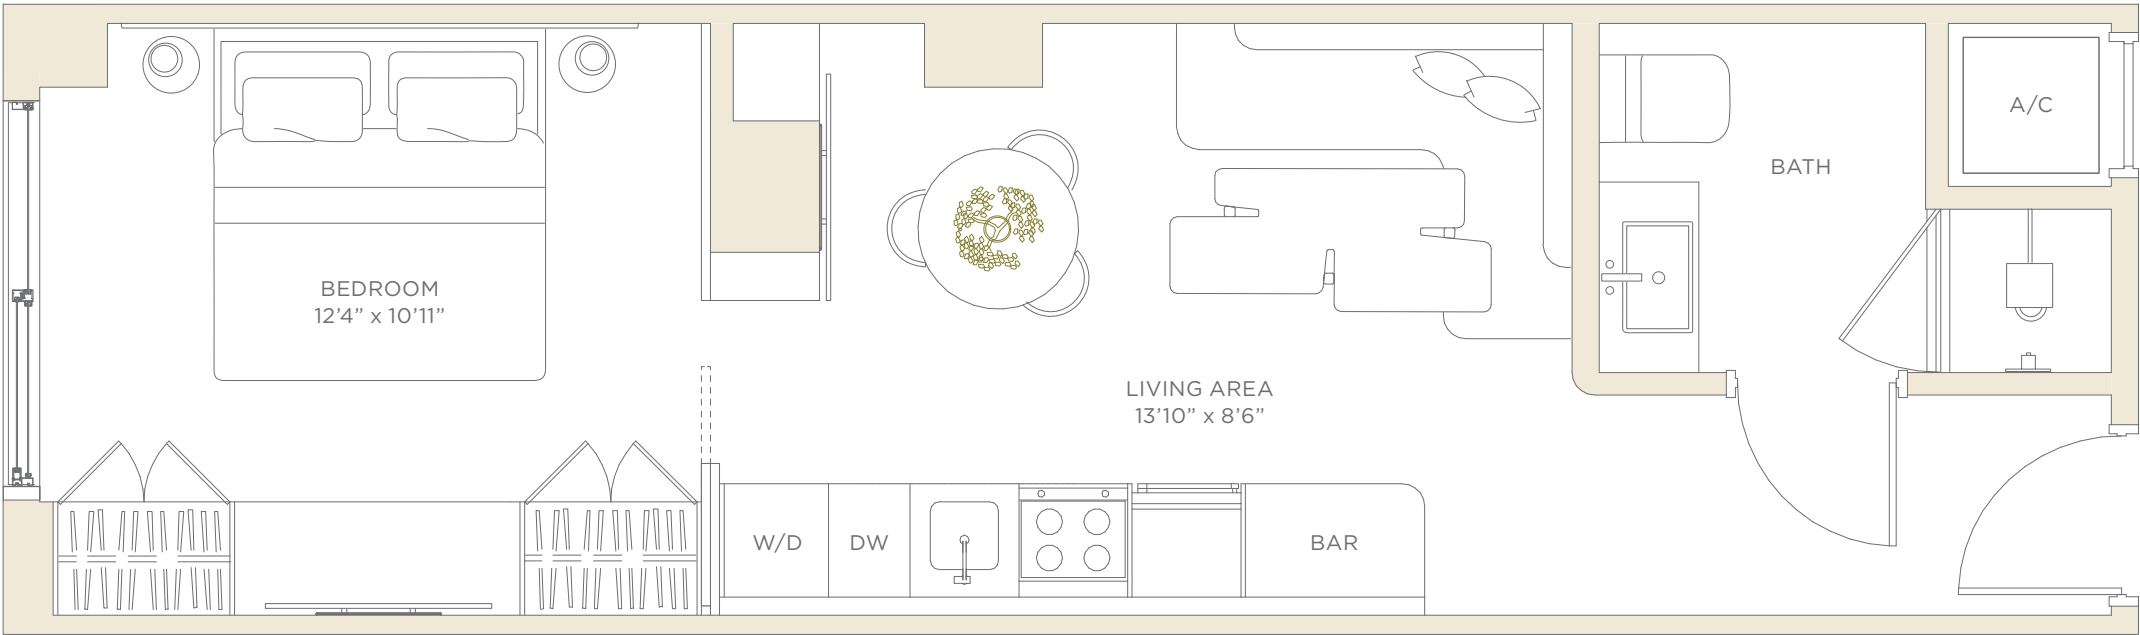 BEDROOM
12’4” x 10’11”
LIVING AREA
13’10” x 8’6”
BATH
A/C
W/D
DW
BAR